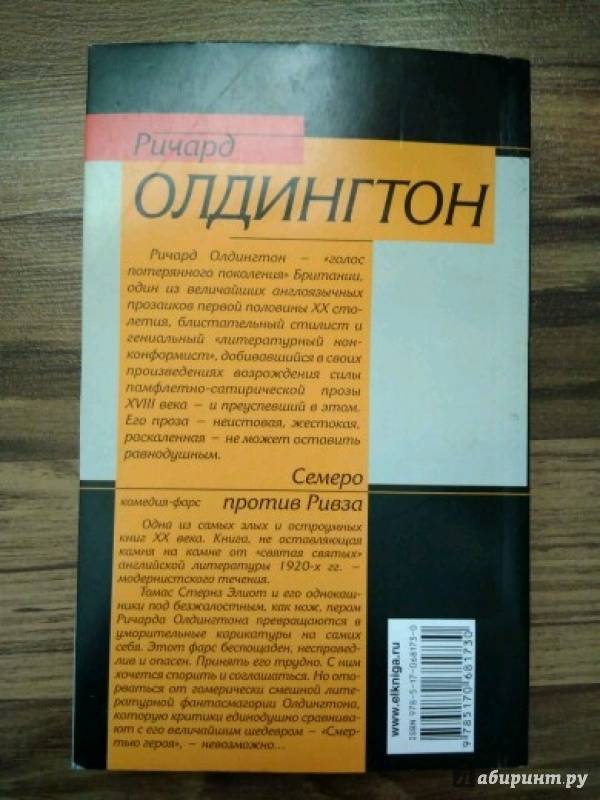 Ричард
ОЛДИНГТОН
Ричард Олдингтон – «голос
потерянного поколения» Британии,
один из величайших англоязычных
прозаиков первой половины XX сто-
летия, блистательный стилист и
гениальный «литературный нон-
конформист», добивавшийся в своих
произведениях возрождения силы
памфлетно-сатирической прозы
XVIII века – и преуспевший в этом.
Его проза – неистовая, жестокая,
раскаленная – не может оставить
равнодушным.
Семеро
комедия-фарс против Ривза
Одна из самых злых и остроумных
книг XX века. Книга, не оставляющая
камня на камне от «святая святых»
английской литературы 1920-х гг. –
модернистского течения.
Томас Стернз Элиот и его однокаш-
ники под безжалостным, как нож, пером
Ричарда Олдингтона превращаются в
уморительные карикатуры на самих
себя. Этот фарс беспощаден, несправед-
лив и опасен. Принять его трудно. С ним
хочется спорить и соглашаться. Но ото-
рваться от гомерически смешной лите-
ратурной фантасмагории Олдингтона,
которую критики единодушно сравнива-
ют с его величайшим шедевром – «Смер-
тью героя», – невозможно...
www.elkniga.ru
ISBN 978-5-17-068173-0
9 785170 681730
Лабиринт.ру